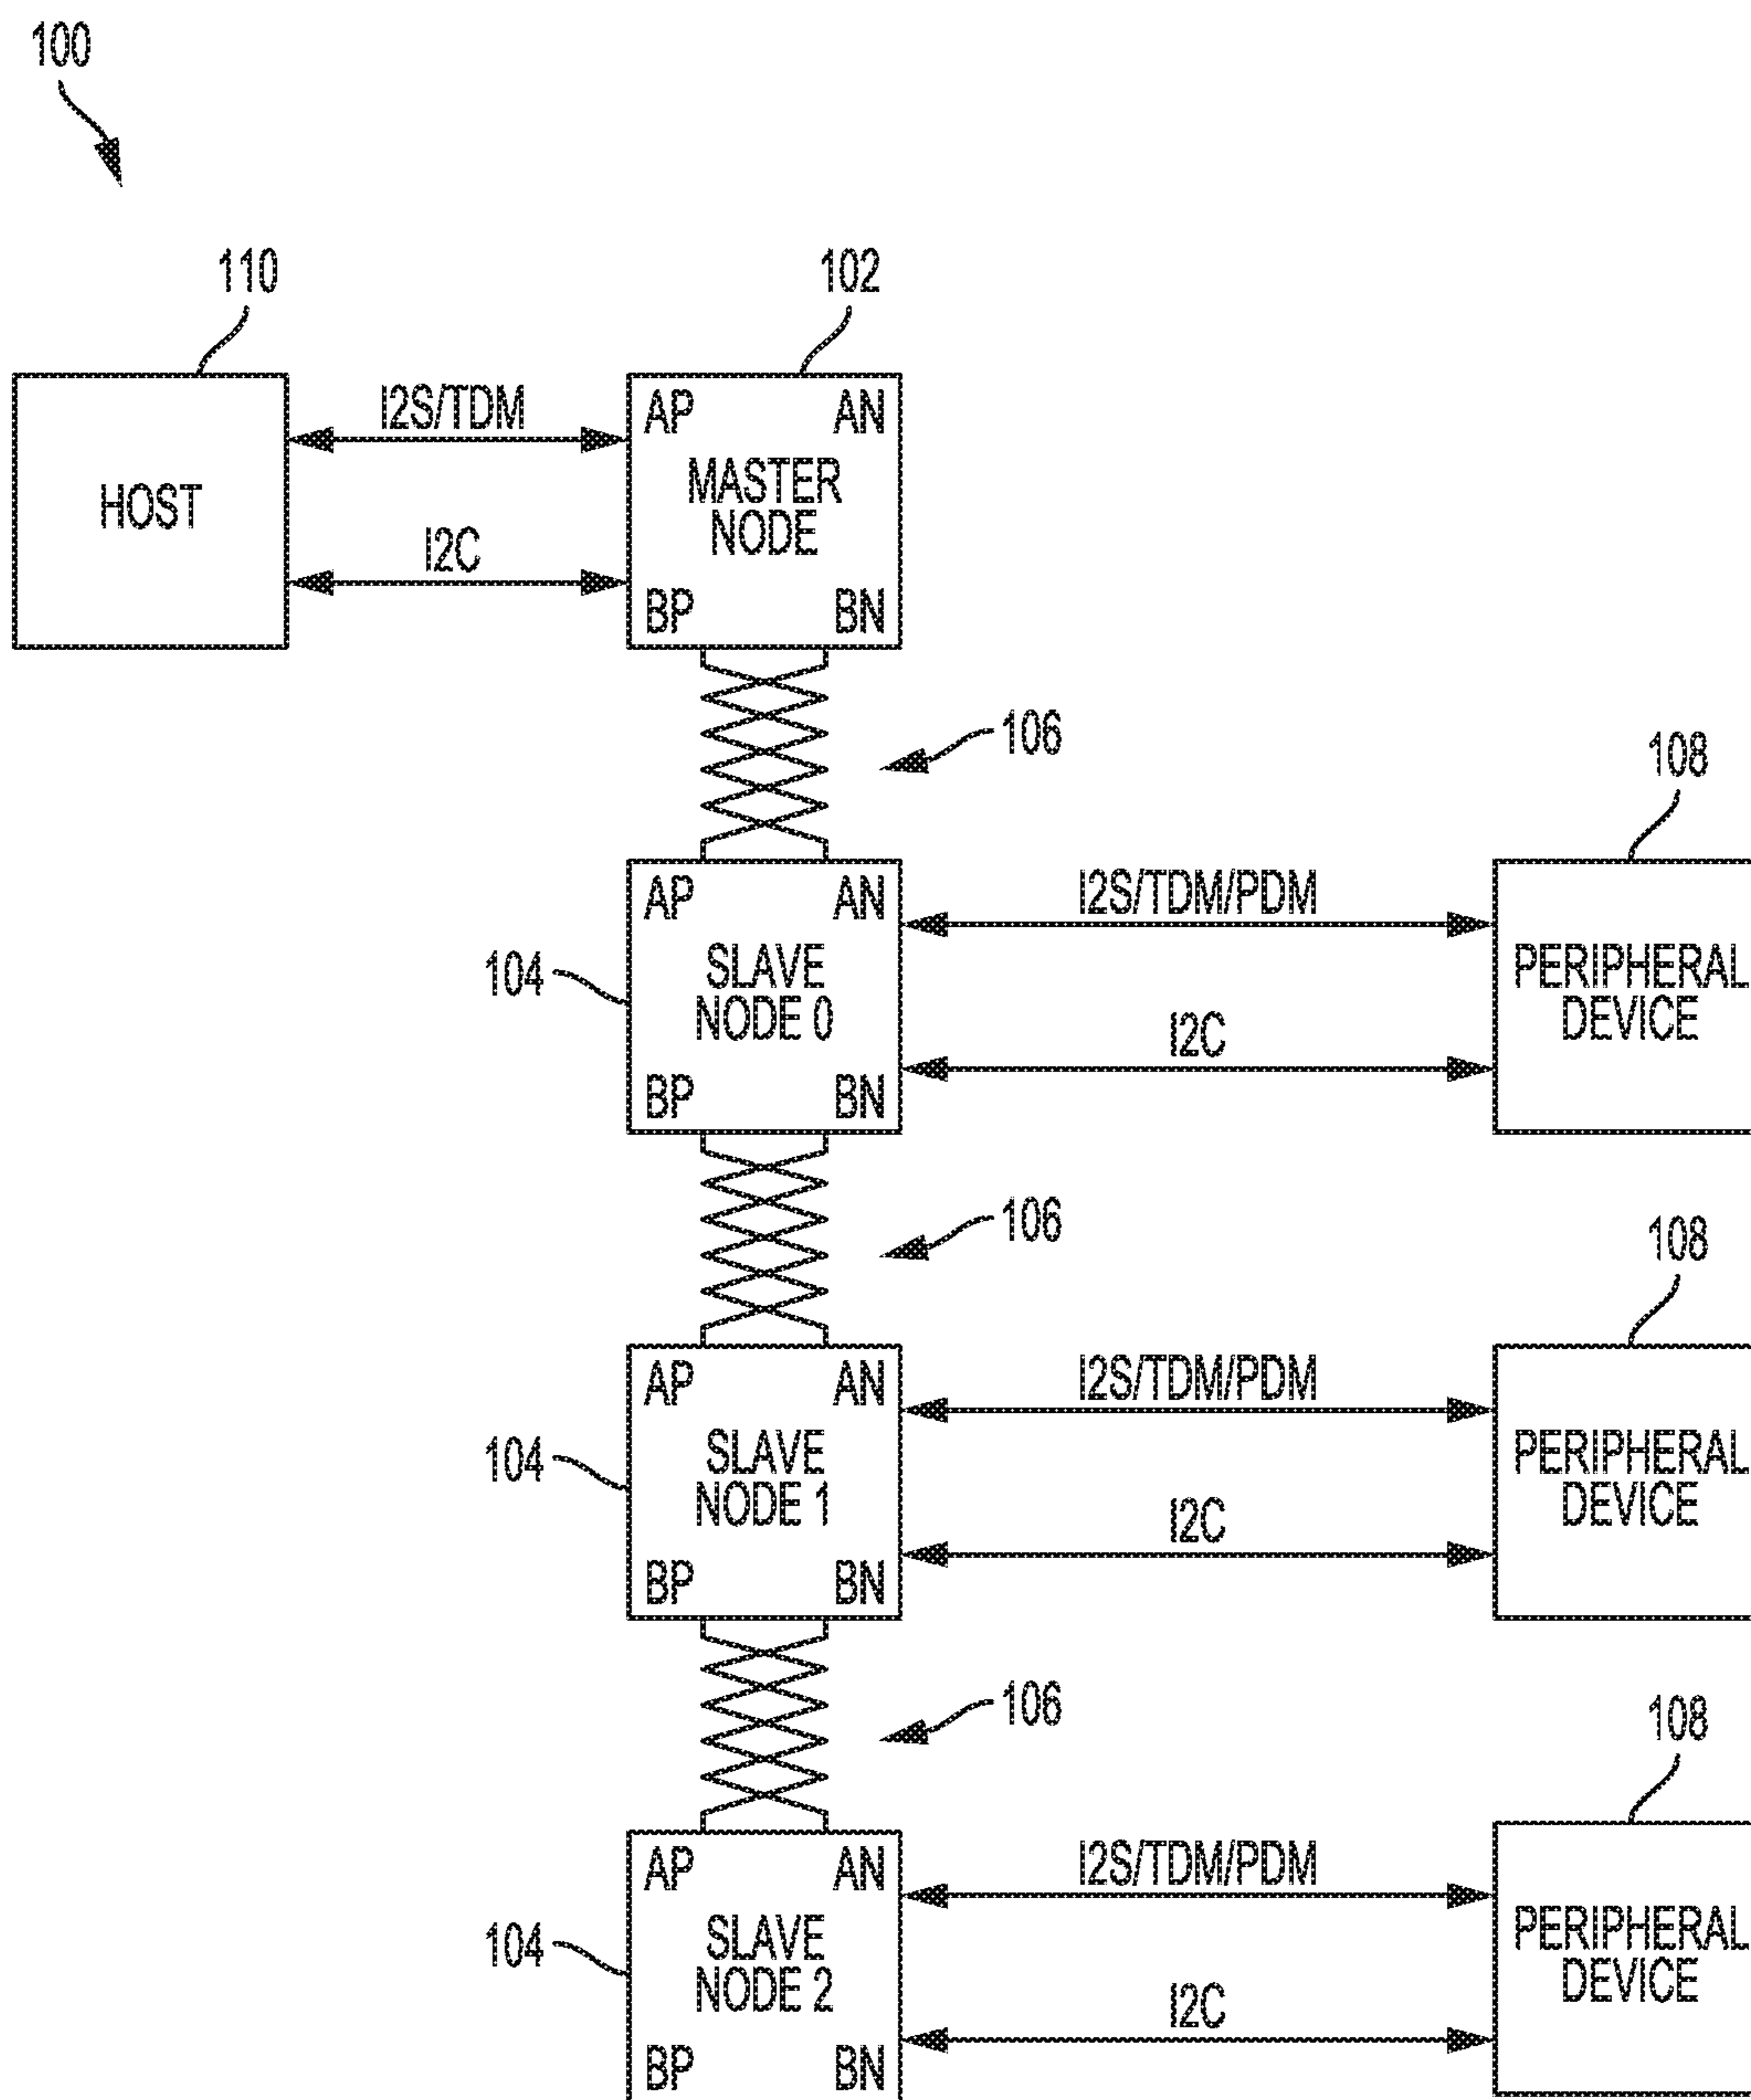 100
110
102
I2S/TDM
AP AN
HOST
MASTER
NODE
I2C
BP BN
106
108
AP AN
I2S/TDM/PDM
104
SLAVE
NODE 0
PERIPHERAL
DEVICE
I2C
BP BN
106
108
AP AN
I2S/TDM/PDM
104
SLAVE
NODE 1
PERIPHERAL
DEVICE
I2C
BP BN
106
108
AP AN
I2S/TDM/PDM
104
SLAVE
NODE 2
PERIPHERAL
DEVICE
I2C
BP BN